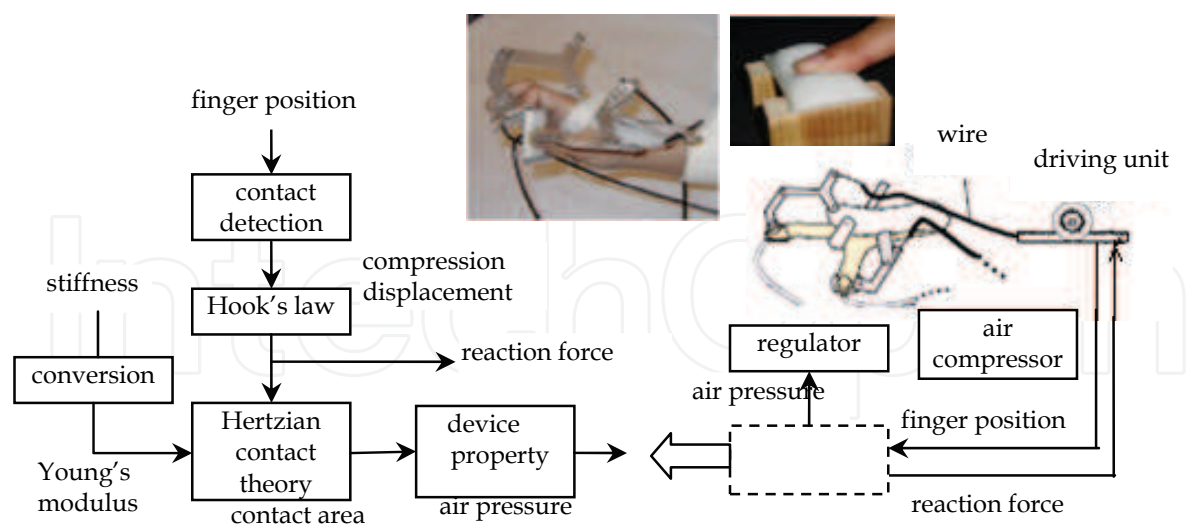 finger position
contact
detection
compression
displacement
stiffness
Hook's law
reaction force
conversion
Hertzian
contact
theory
contact area
Young's
modulus
device
property
air pressure
wire
driving unit
regulator
air
compressor
air pressure
finger position
reaction force
IntechOpen